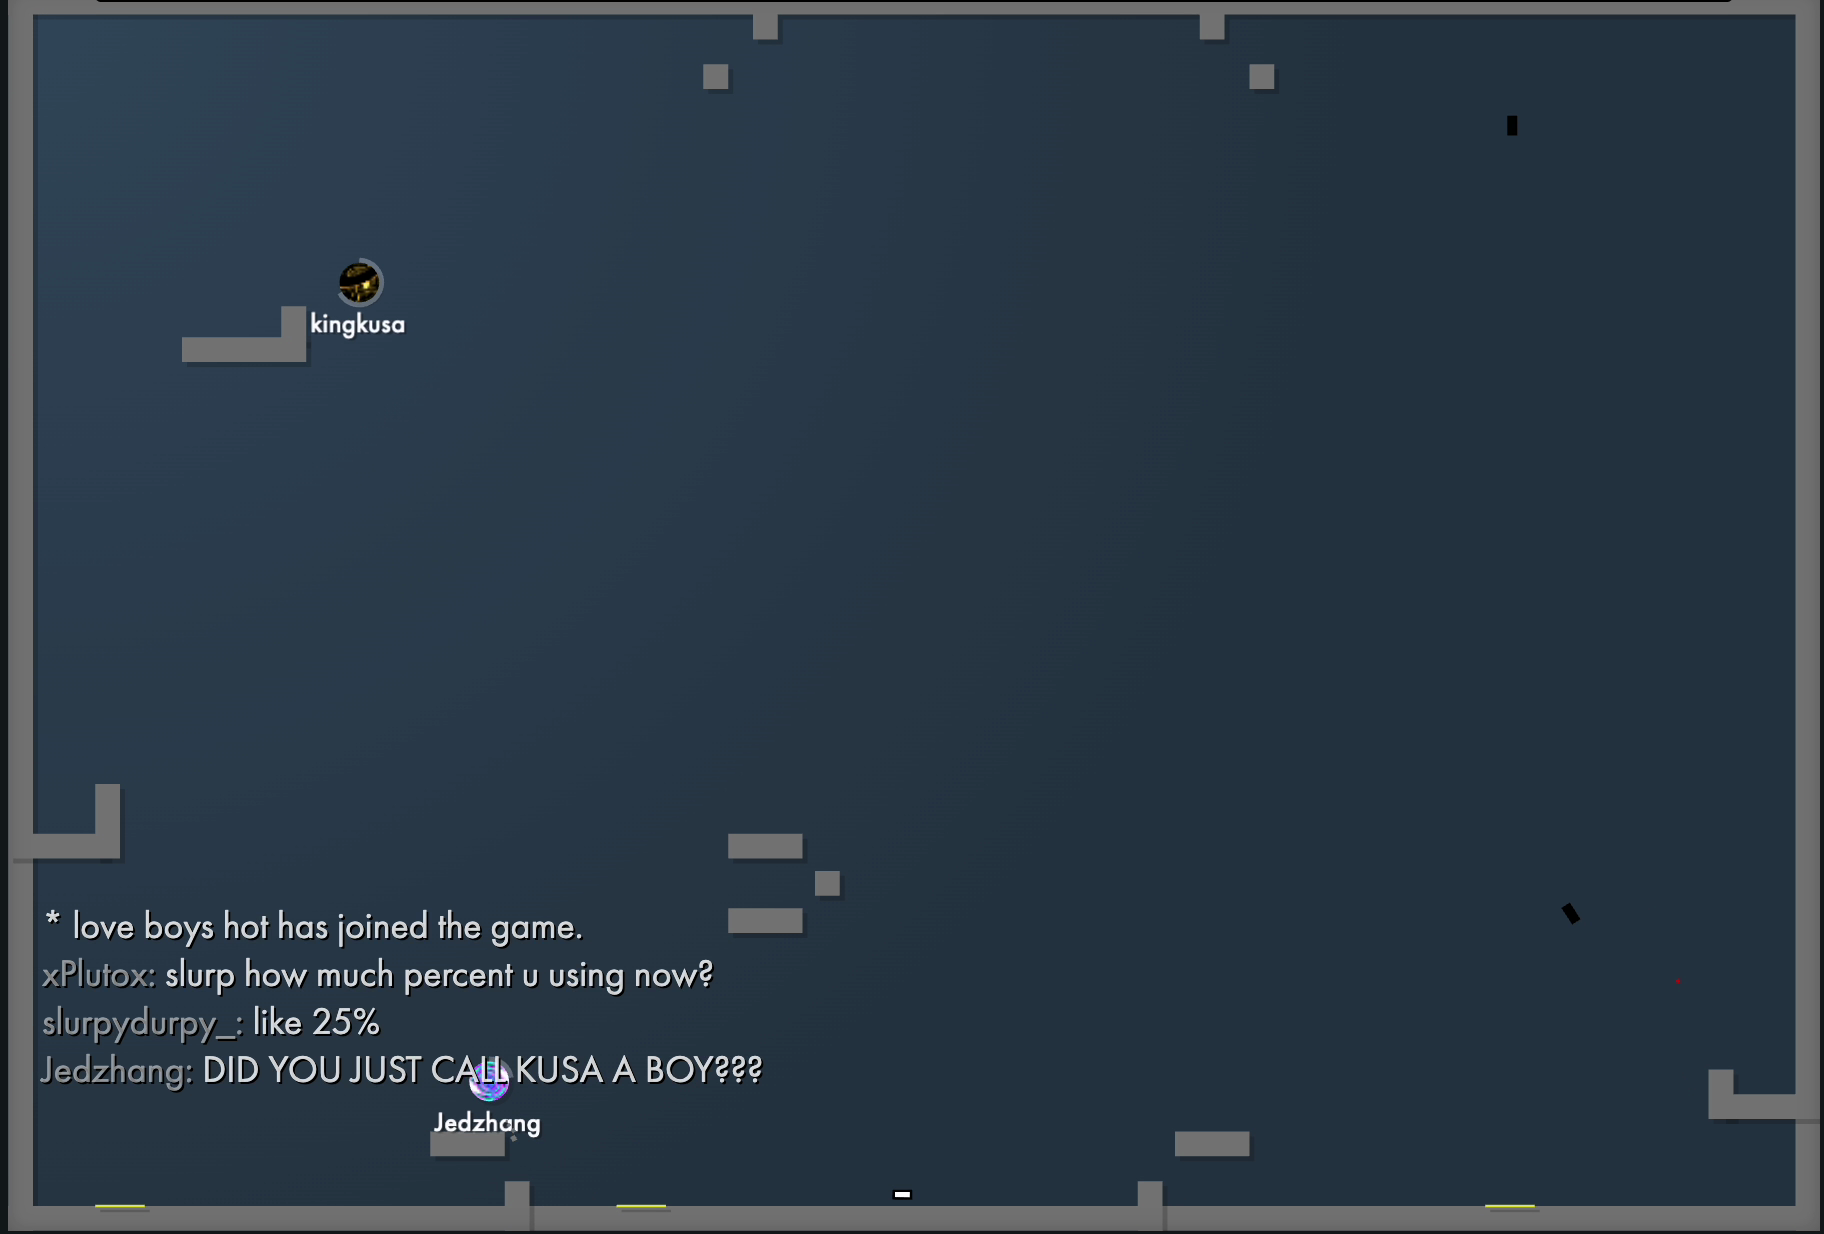 kingkusa
* love boys hot has joined the game.
xPlutox: slurp how much percent u using now?
slurpydurpy_: like 25%
Jedzhang: DID YOU JUST CALL KUSA A BOY???
Jedzhang